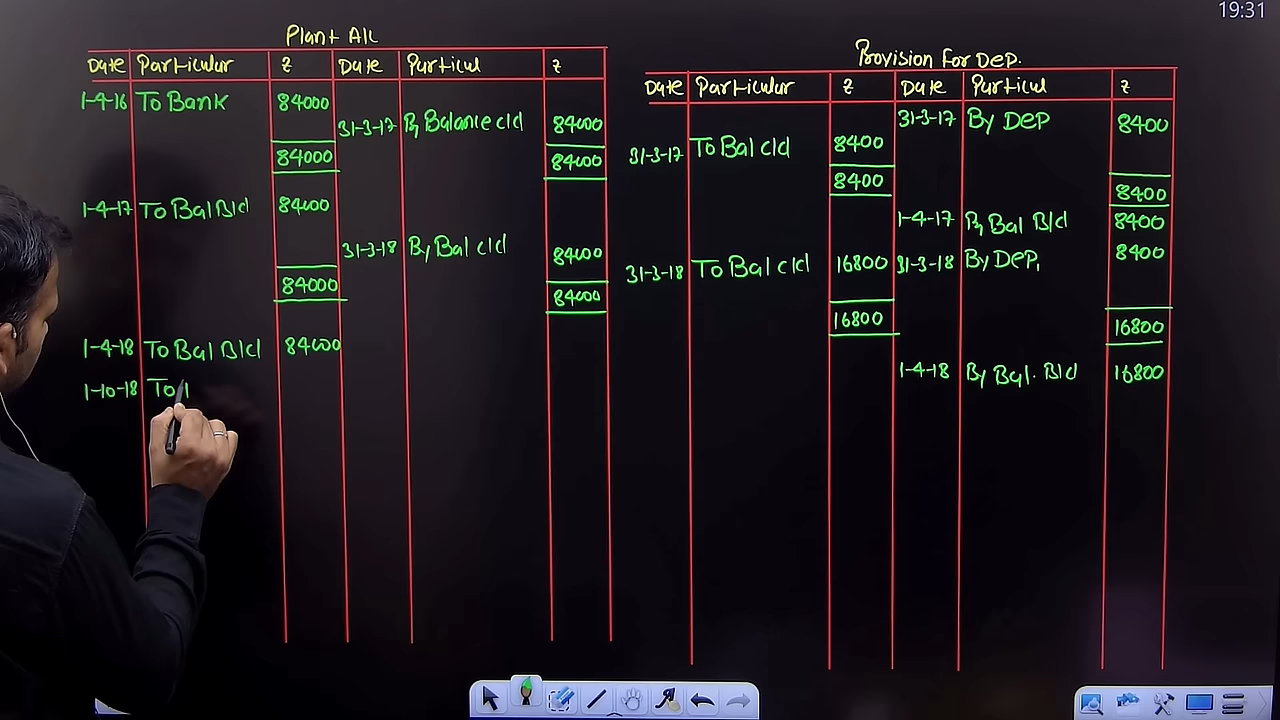 19:31
Plant A/c
Date Particular ₹ Date Particul ₹
1-4-16 To Bank 84000
31-3-17 By Balance c/d 84000
84000 84000
1-4-17 To Bal B/d 84000
31-3-18 By Bal c/d 84000
84000 84000
1-4-18 To Bal B/d 84000
1-10-18 To
Provision For Dep.
Date Particular ₹ Date Particul ₹
31-3-17 By Dep 8400
31-3-17 To Bal c/d 8400
8400 8400
1-4-17 By Bal B/d 8400
31-3-18 To Bal c/d 16800 31-3-18 By Dep. 8400
16800 16800
1-4-18 By Bal. B/d 16800